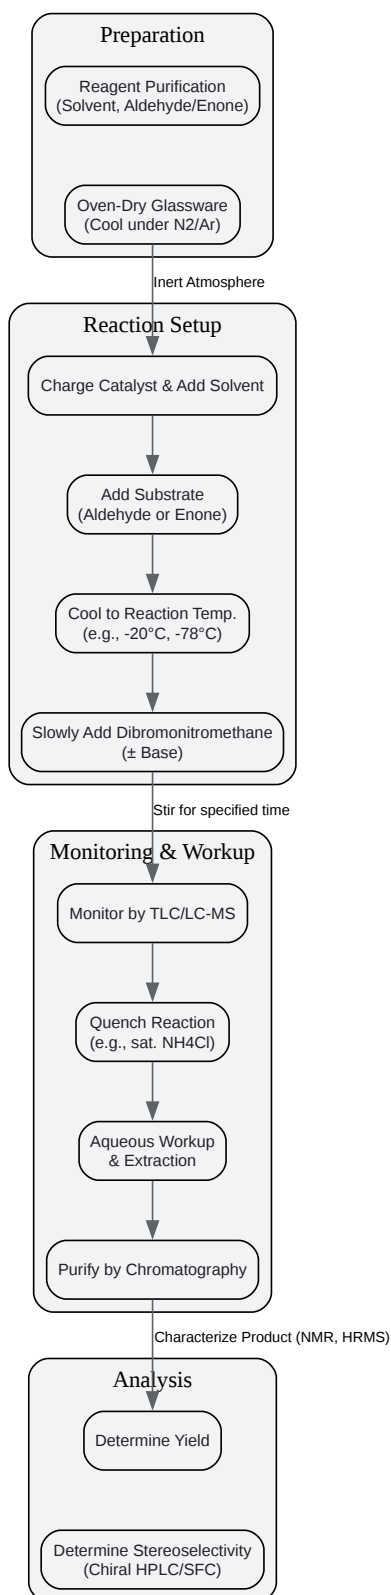 Preparation
Reagent Purification
(Solvent, Aldehyde/Enone)
Oven-Dry Glassware
(Cool under N2/Ar)
Inert Atmosphere
Reaction Setup
Charge Catalyst & Add Solvent
Add Substrate
(Aldehyde or Enone)
Cool to Reaction Temp.
(e.g., -20°C, -78°C)
Slowly Add Dibromonitromethane
(± Base)
Stir for specified time
Monitoring & Workup
Monitor by TLC/LC-MS
Quench Reaction
(e.g., sat. NH4Cl)
Aqueous Workup
& Extraction
Purify by Chromatography
Characterize Product (NMR, HRMS)
Analysis
Determine Yield
Determine Stereoselectivity
(Chiral HPLC/SFC)